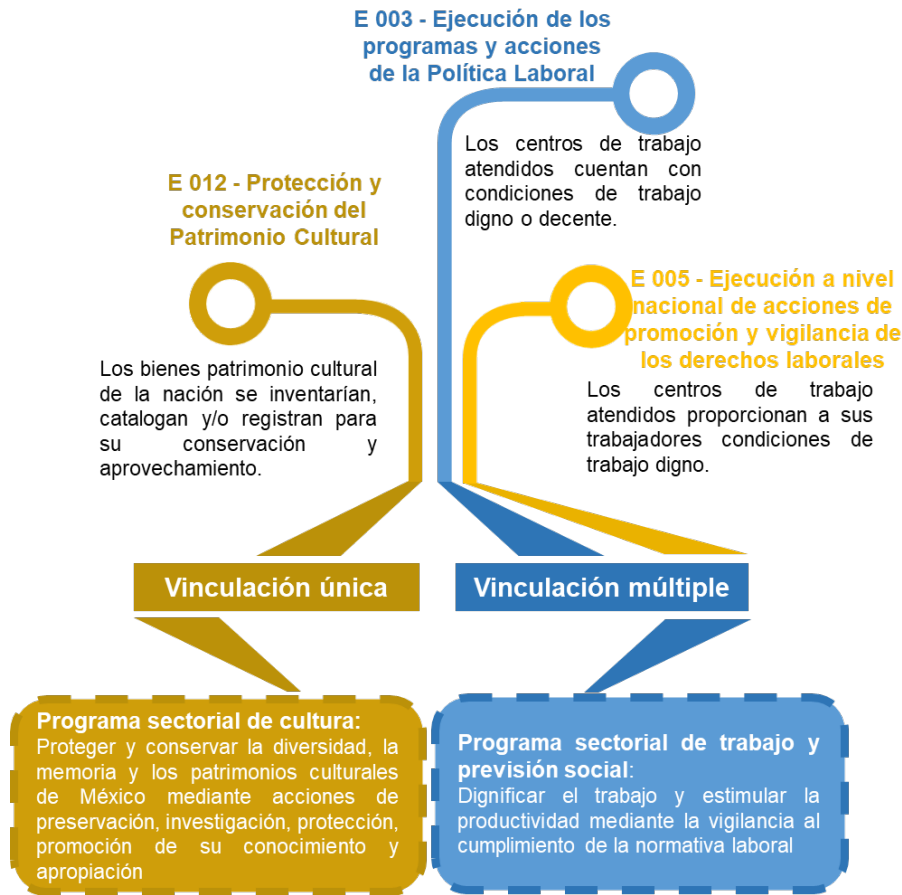 E 003 - Ejecución de los
programas y acciones
de la Política Laboral
Los centros de trabajo
atendidos cuentan con
condiciones de trabajo
digno o decente.
E 012 - Protección y
conservación del
Patrimonio Cultural
Los bienes patrimonio cultural
de la nación se inventarían,
catalogan y/o registran para
su conservación y
aprovechamiento.
E 005 - Ejecución a nivel
nacional de acciones de
promoción y vigilancia de
los derechos laborales
Los centros de trabajo
atendidos proporcionan a sus
trabajadores condiciones de
trabajo digno.
Vinculación única
Vinculación múltiple
Programa sectorial de cultura:
Proteger y conservar la diversidad, la
memoria y los patrimonios culturales
de México mediante acciones de
preservación, investigación, protección,
promoción de su conocimiento y
apropiación
Programa sectorial de trabajo y
previsión social:
Dignificar el trabajo y estimular la
productividad mediante la vigilancia al
cumplimiento de la normativa laboral